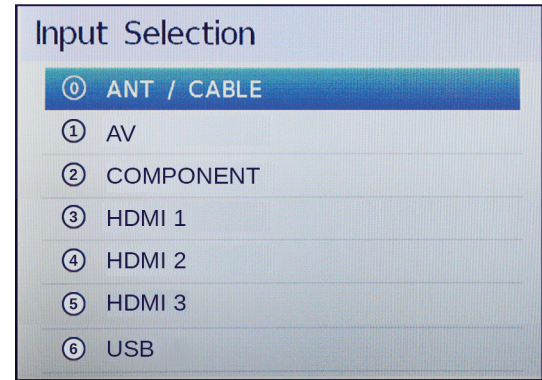 Input Selection
⓪ ANT / CABLE
① AV
② COMPONENT
③ HDMI 1
④ HDMI 2
⑤ HDMI 3
⑥ USB